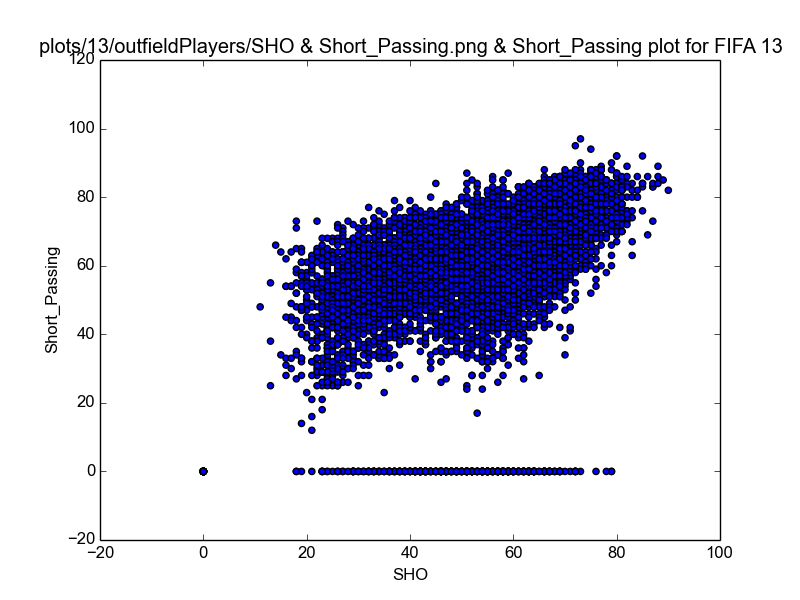 plots/13/outfieldPlayers/SHO & Short_Passing.png & Short_Passing plot for FIFA 13
120
100
80
60
40
20
0
−20
Short_Passing
−20 0 20 40 60 80 100
SHO